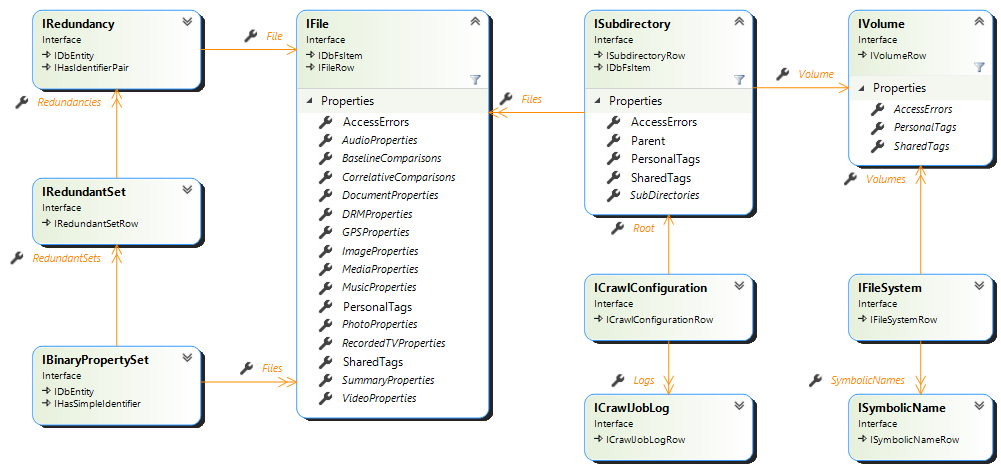 IRedundancy
Interface
IDbEntity
IHasIdentifierPair
File
Redundancies
IRedundantSet
Interface
IRedundantSetRow
RedundantSets
IBinaryPropertySet
Interface
IDbEntity
IHasSimpleIdentifier
Files
IFile
Interface
IDbFsItem
IFileRow
Properties
AccessErrors
AudioProperties
BaselineComparisons
CorrelativeComparisons
DocumentProperties
DRMProperties
GPSProperties
ImageProperties
MediaProperties
MusicProperties
PersonalTags
PhotoProperties
RecordedTVProperties
SharedTags
SummaryProperties
VideoProperties
Files
ISubdirectory
Interface
ISubdirectoryRow
IDbFsItem
Properties
AccessErrors
Parent
PersonalTags
SharedTags
SubDirectories
Volume
Root
ICrawlConfiguration
Interface
ICrawlConfigurationRow
Logs
ICrawlJobLog
Interface
ICrawlJobLogRow
IVolume
Interface
IVolumeRow
Properties
AccessErrors
PersonalTags
SharedTags
Volumes
IFileSystem
Interface
IFileSystemRow
SymbolicNames
ISymbolicName
Interface
ISymbolicNameRow